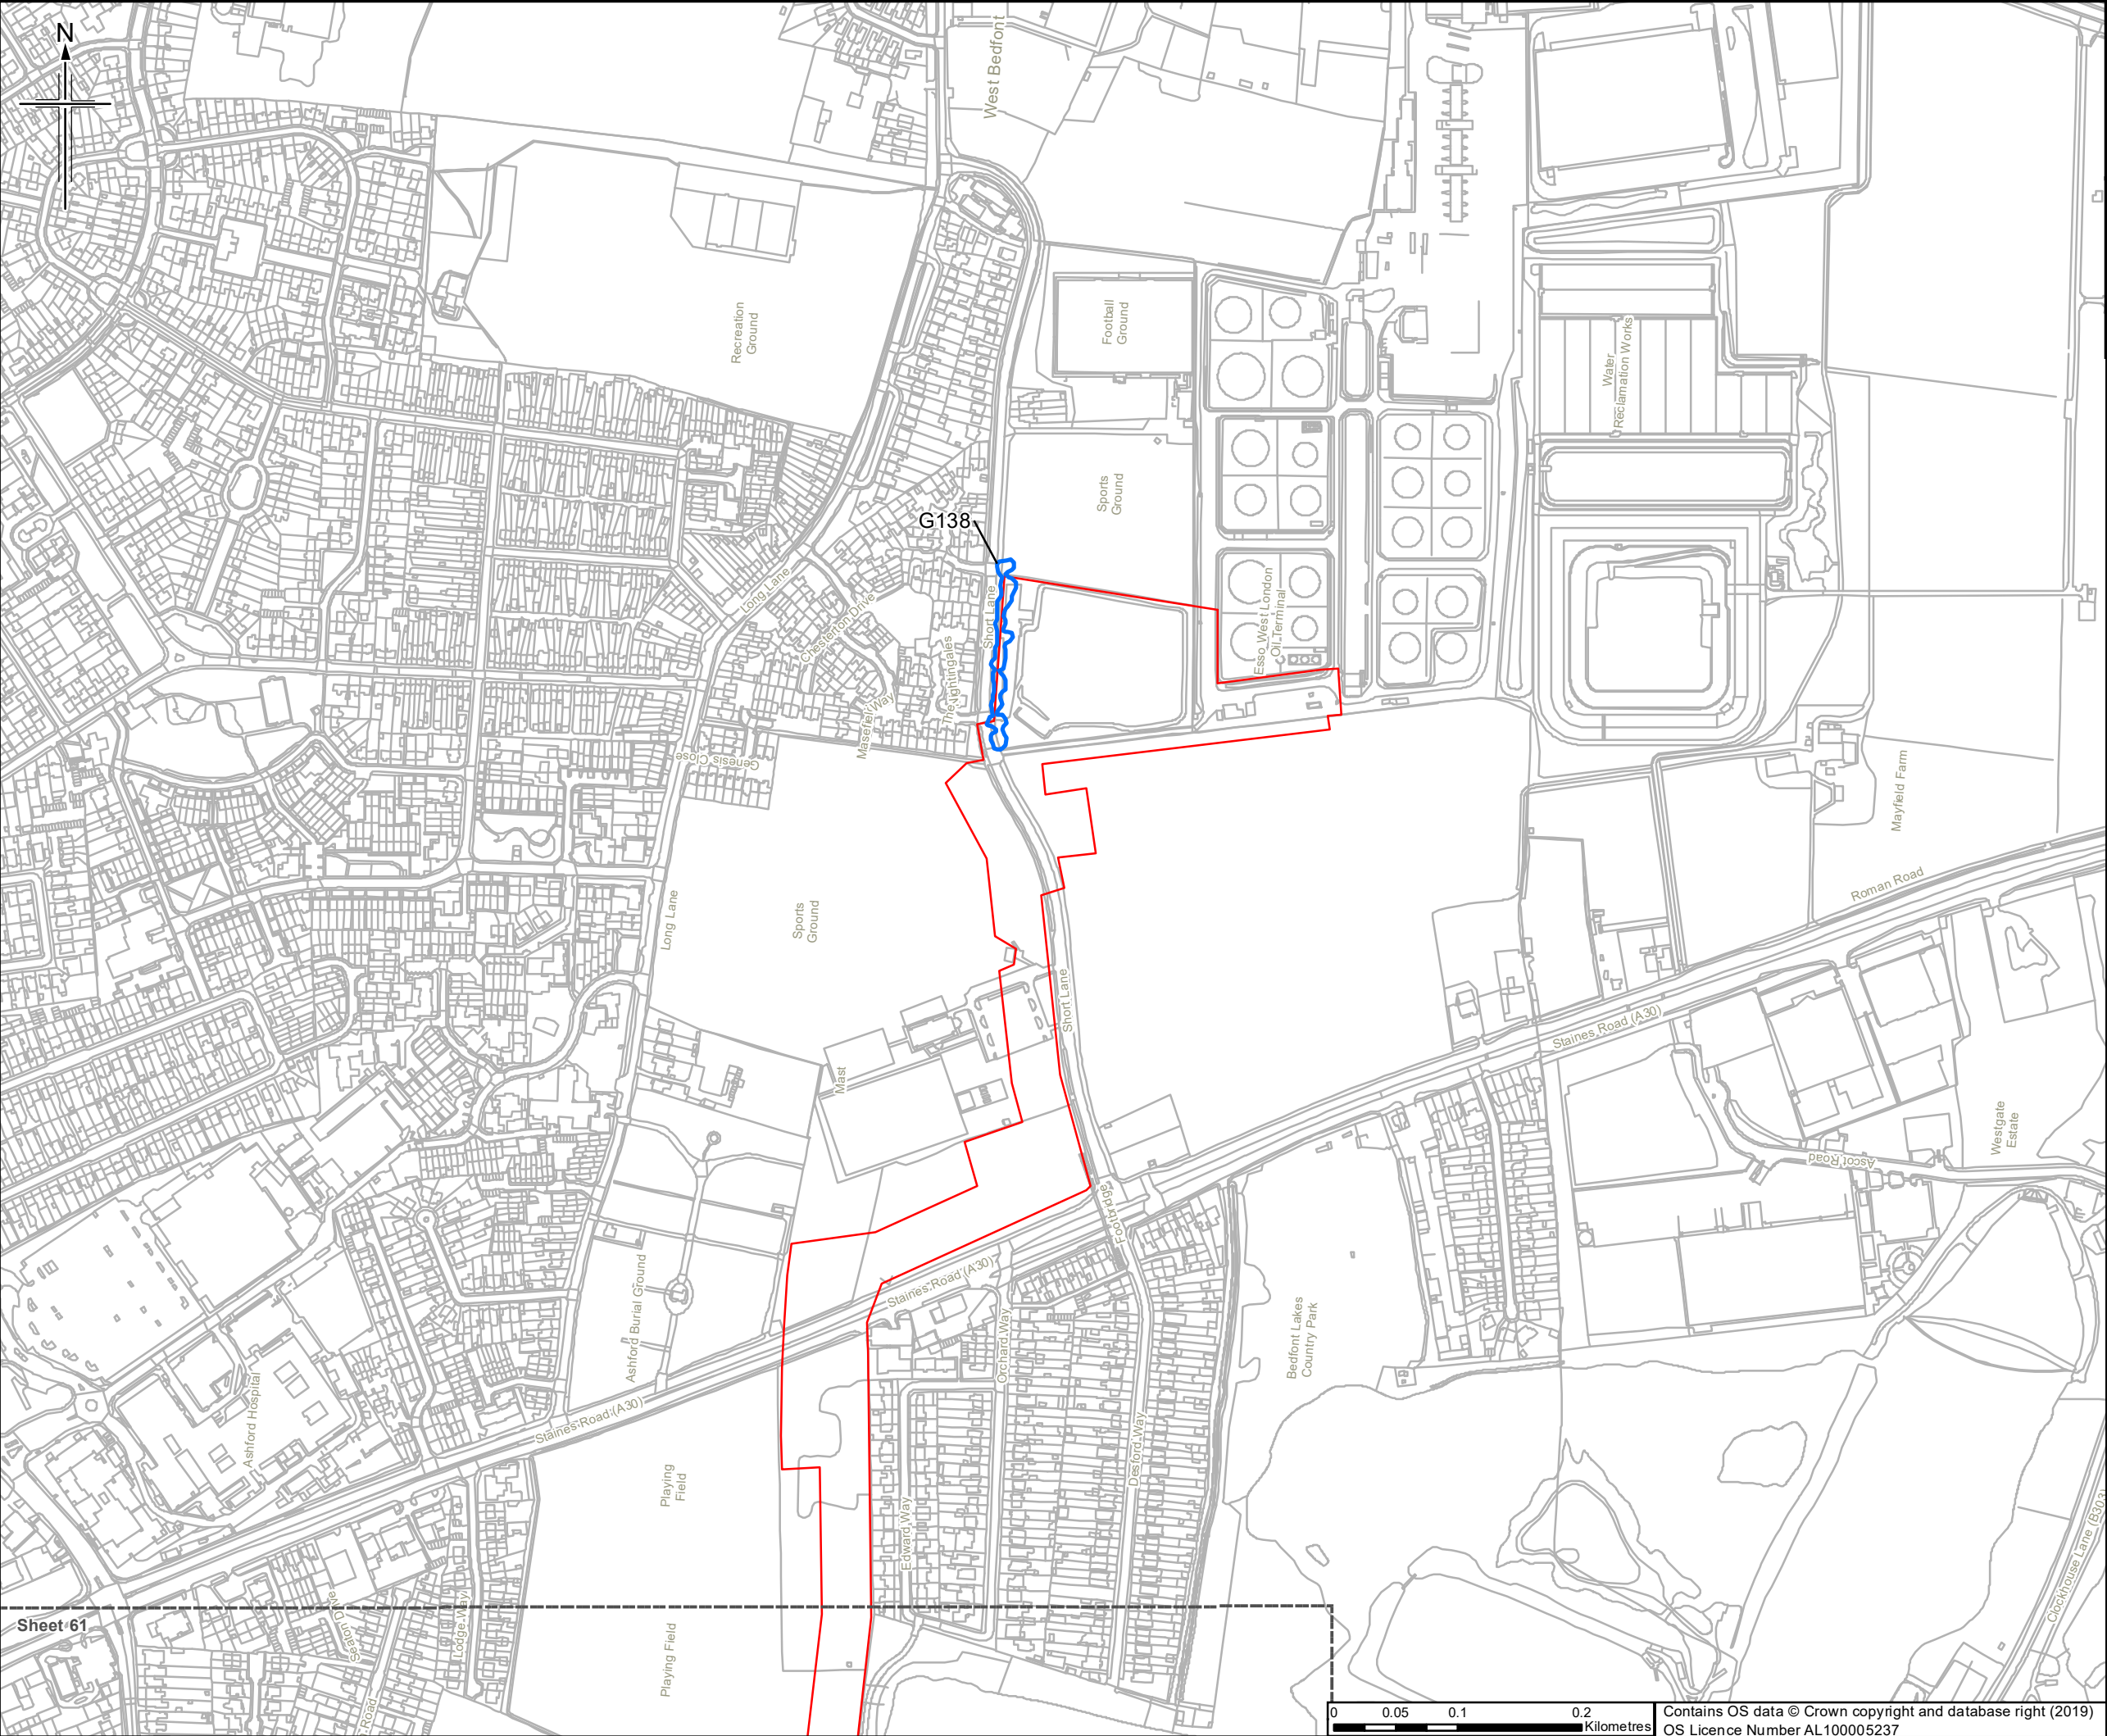 N
West Bedfont
Recreation
Ground
Football
Ground
Water
Reclamation Works
Sports
Ground
G138
Long Lane
Chesterton Drive
Short Lane
The Nightingales
Masefield Way
Genesis Close
Esso West London
Oil Terminal
Mayfield Farm
Roman Road
Long Lane
Sports
Ground
Short Lane
Mast
Staines Road (A30)
Westgate
Estate
Ascot Road
Footbridge
Ashford Burial Ground
Staines Road (A30)
Orchard Way
Bedfont Lakes
Country Park
Ashford Hospital
Staines Road (A30)
Playing
Field
Desford Way
Edward Way
Clockhouse Lane (B303)
Sheet 61
Seaton Drive
Lodge Way
Playing Field
Road
0 0.05 0.1 0.2
Kilometres
Contains OS data © Crown copyright and database right (2019)
OS Licence Number AL100005237